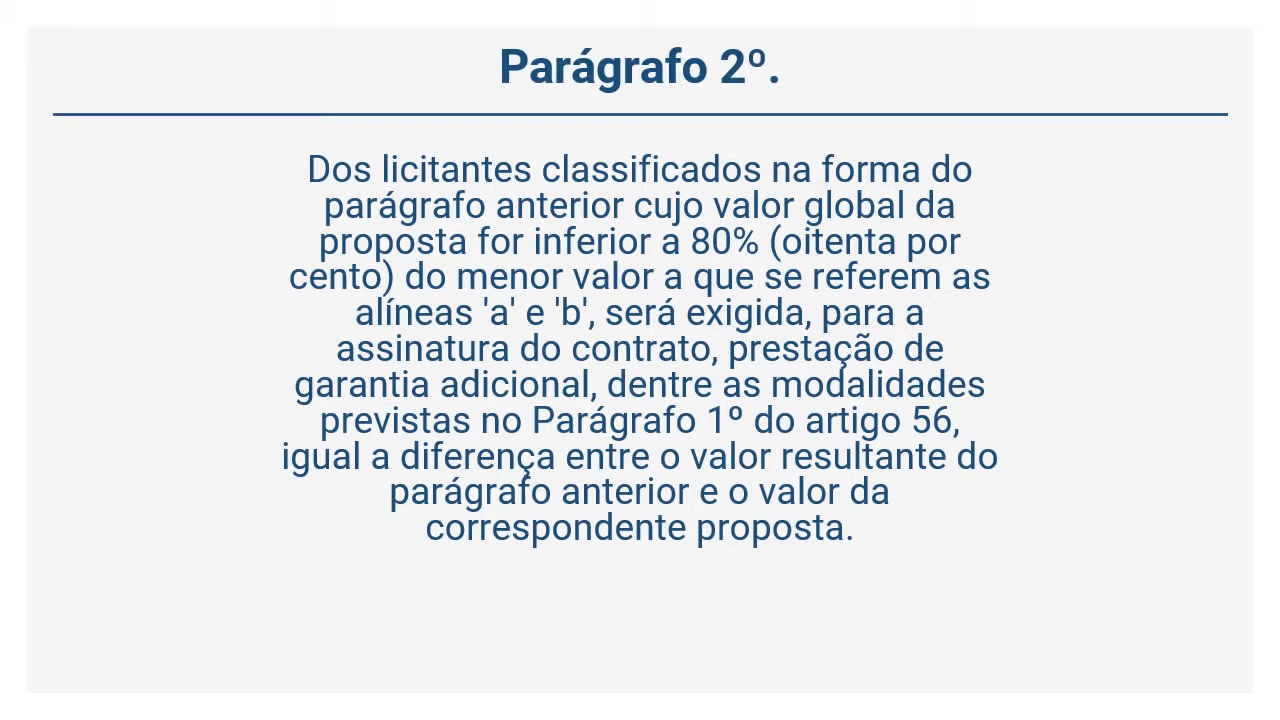 Parágrafo 2º.
Dos licitantes classificados na forma do
parágrafo anterior cujo valor global da
proposta for inferior a 80% (oitenta por
cento) do menor valor a que se referem as
alíneas 'a' e 'b', será exigida, para a
assinatura do contrato, prestação de
garantia adicional, dentre as modalidades
previstas no Parágrafo 1º do artigo 56,
igual a diferença entre o valor resultante do
parágrafo anterior e o valor da
correspondente proposta.